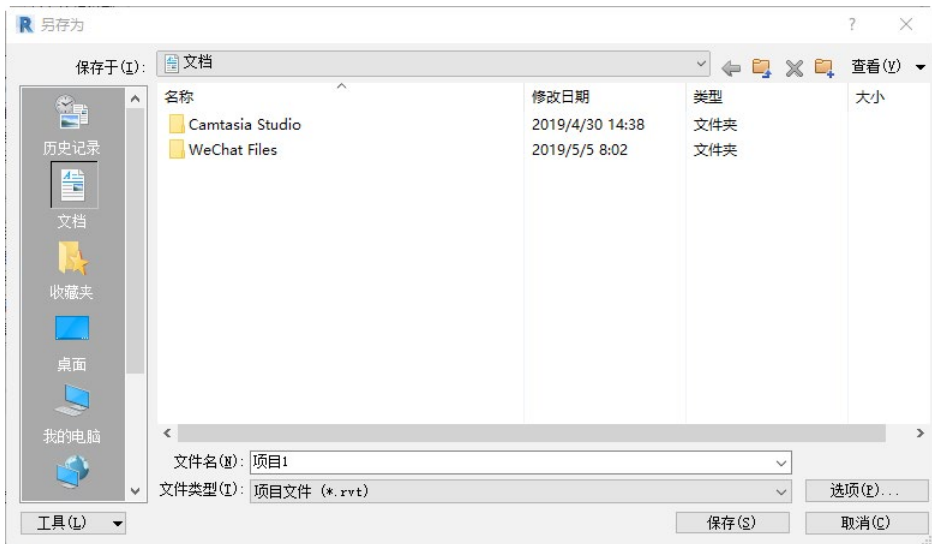 R 另存为 ?
保存于(I): 文档 查看(V)
名称 修改日期 类型 大小
Camtasia Studio 2019/4/30 14:38 文件夹
WeChat Files 2019/5/5 8:02 文件夹
历史记录
文档
收藏夹
桌面
我的电脑
文件名(N): 项目1
文件类型(T): 项目文件 (*.rvt) 选项(P)...
工具(L) 保存(S) 取消(C)